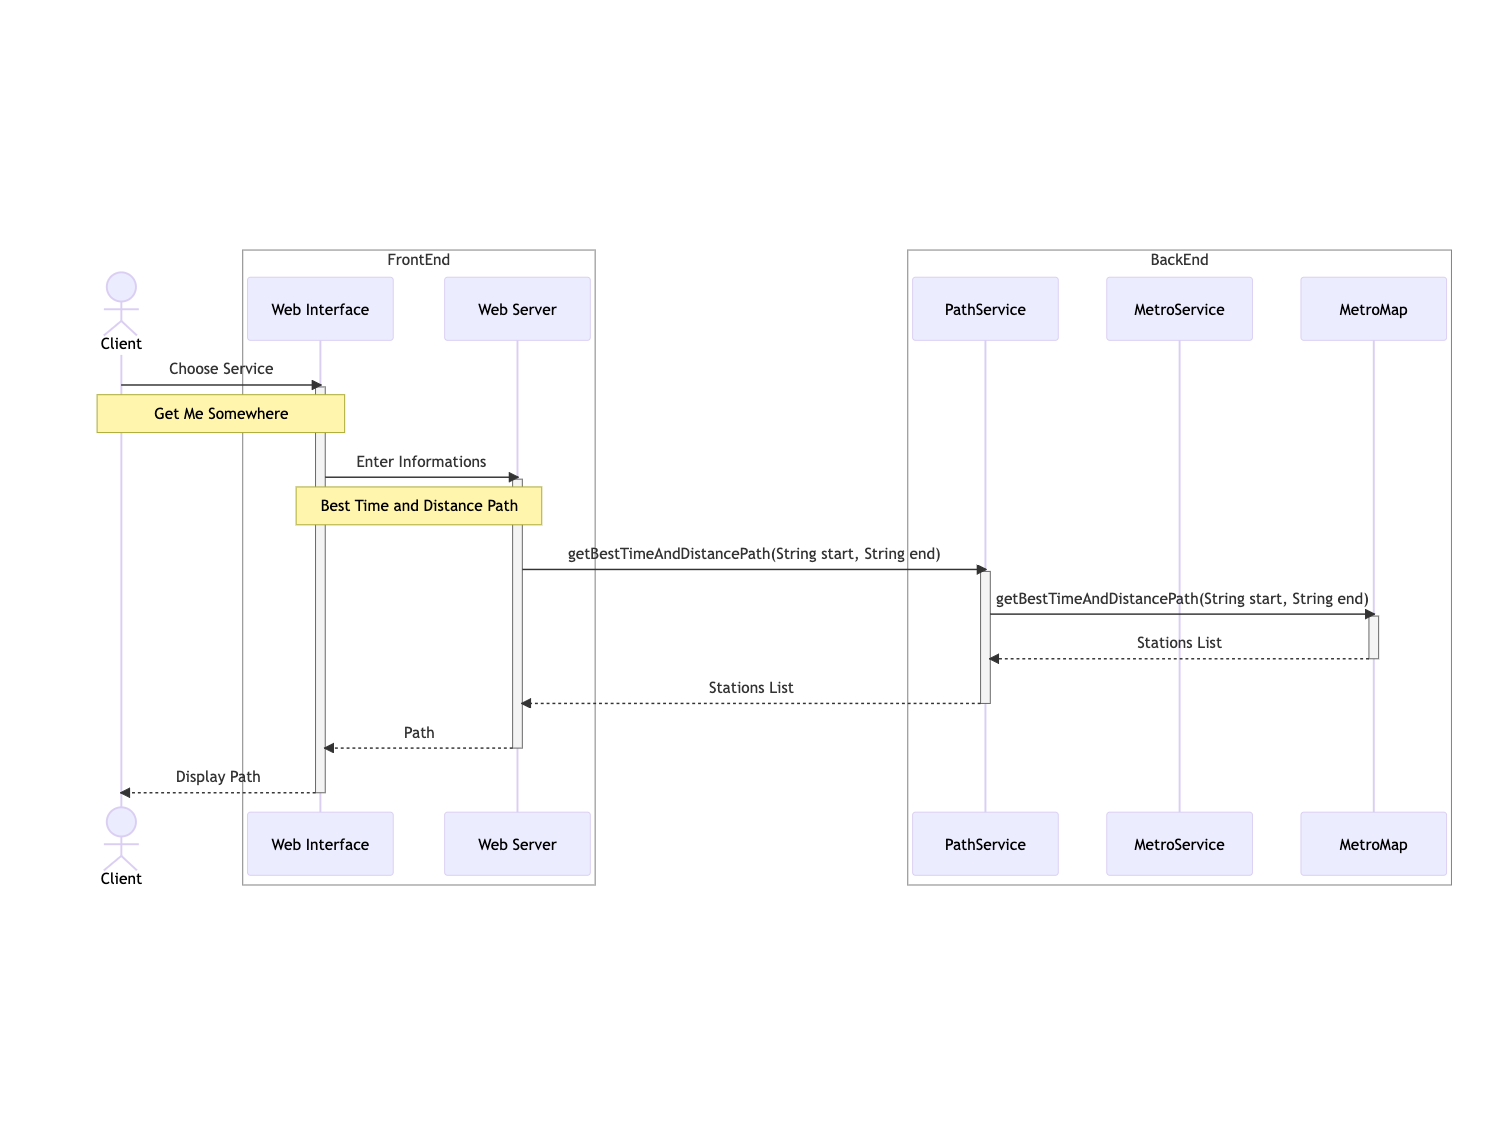 FrontEnd
BackEnd
Web Interface
Web Server
PathService
MetroService
MetroMap
Client
Choose Service
Get Me Somewhere
Enter Informations
Best Time and Distance Path
getBestTimeAndDistancePath(String start, String end)
getBestTimeAndDistancePath(String start, String end)
Stations List
Stations List
Path
Display Path
Web Interface
Web Server
PathService
MetroService
MetroMap
Client